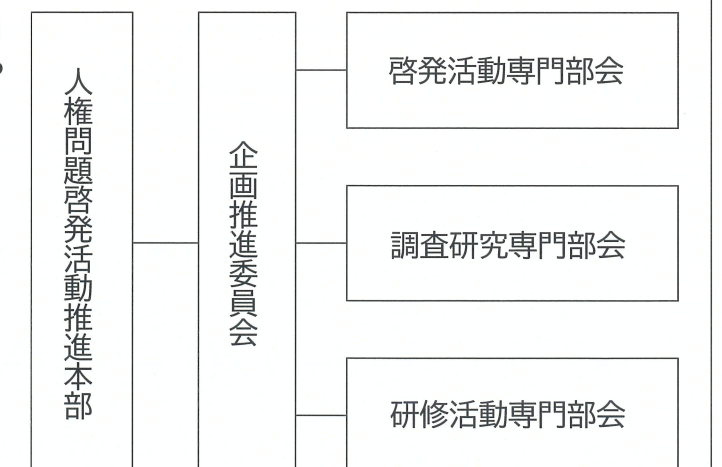 人権問題啓発活動推進本部
企画推進委員会
啓発活動専門部会
調査研究専門部会
研修活動専門部会